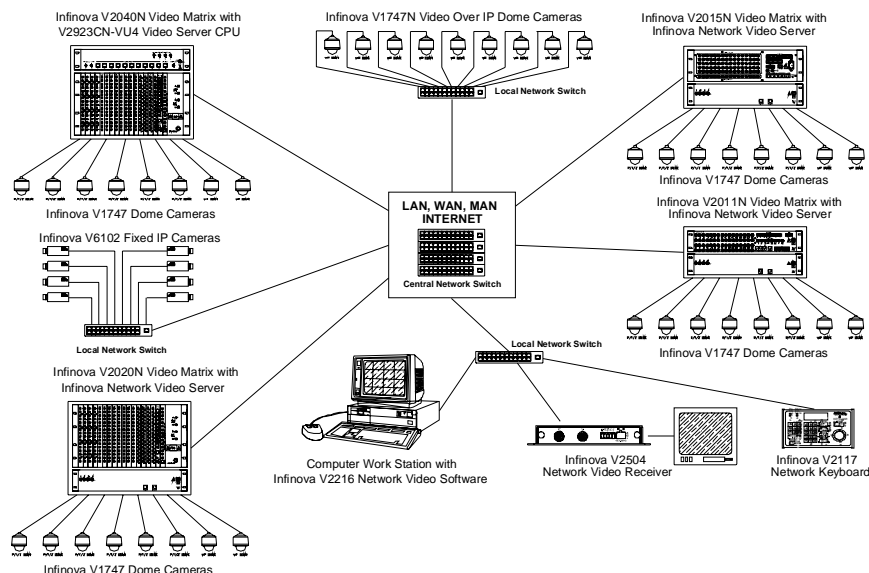 Infinova V2040N Video Matrix with
V2923CN-VU4 Video Server CPU
Infinova V1747N Video Over IP Dome Cameras
Infinova V2015N Video Matrix with
Infinova Network Video Server
Local Network Switch
Infinova V1747 Dome Cameras
Infinova V1747 Dome Cameras
LAN, WAN, MAN
INTERNET
Central Network Switch
Infinova V2011N Video Matrix with
Infinova Network Video Server
Infinova V6102 Fixed IP Cameras
Local Network Switch
Infinova V1747 Dome Cameras
Local Network Switch
Infinova V2020N Video Matrix with
Infinova Network Video Server
Computer Work Station with
Infinova V2216 Network Video Software
Infinova V2504
Network Video Receiver
Infinova V2117
Network Keyboard
Infinova V1747 Dome Cameras